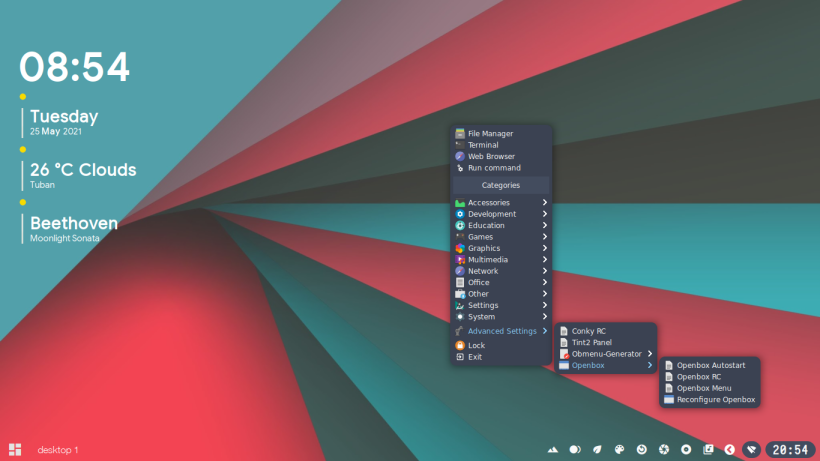 08:54
Tuesday
25 May 2021
26 °C Clouds
Tuban
Beethoven
Moonlight Sonata
File Manager
Terminal
Web Browser
Run command
Categories
Accessories
Development
Education
Games
Graphics
Multimedia
Network
Office
Other
Settings
System
Advanced Settings
Lock
Exit
Conky RC
Tint2 Panel
Obmenu-Generator
Openbox
Openbox Autostart
Openbox RC
Openbox Menu
Reconfigure Openbox
desktop 1
20:54